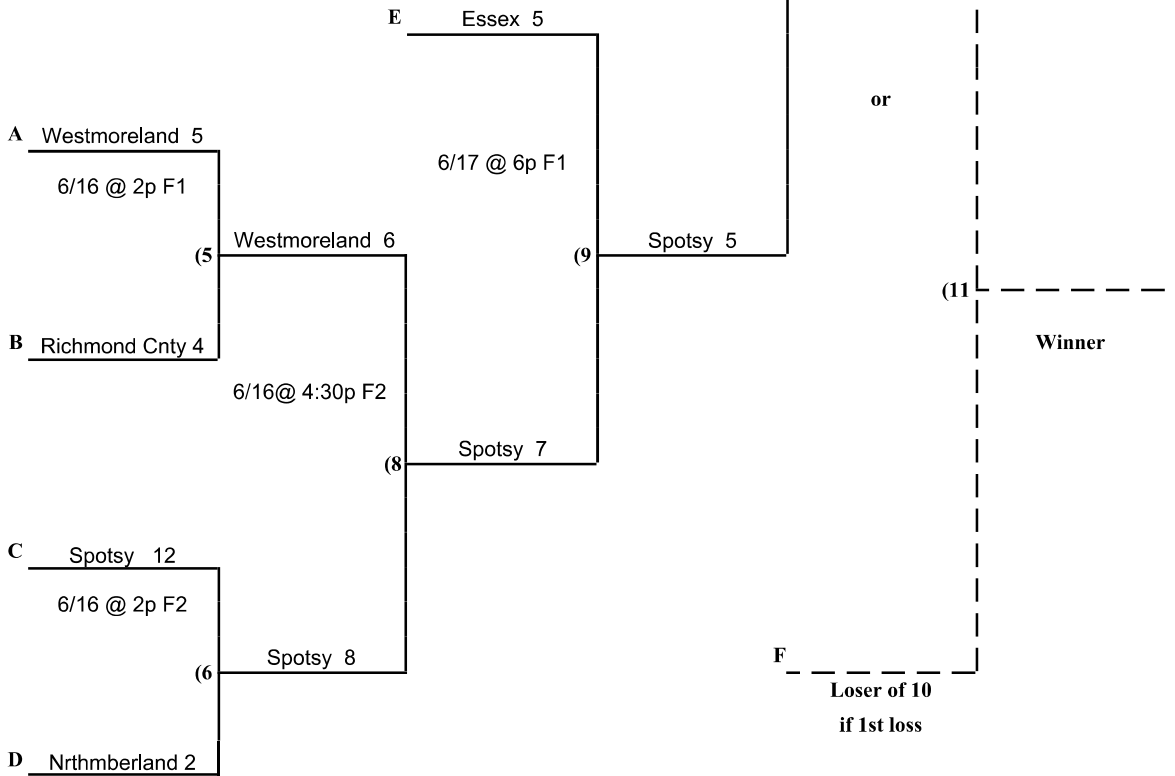 E Essex 5
or
A Westmoreland 5
6/17 @ 6p F1
6/16 @ 2p F1
Westmoreland 6
Spotsy 5
(5
(9
(11
B Richmond Cnty 4
Winner
6/16@ 4:30p F2
Spotsy 7
(8
C Spotsy 12
6/16 @ 2p F2
Spotsy 8
F
(6
Loser of 10
if 1st loss
D Nrthmberland 2